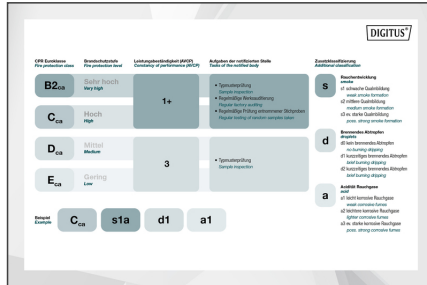 DIGITUS®
CPR Euroklasse
Fire protection class
Brandschutzstufe
Fire protection level
Leistungsbeständigkeit (AVCP)
Constancy of performance (AVCP)
Aufgaben der notifizierten Stelle
Tasks of the notified body
Zusatzklassifizierung
Additional classification
B2ca
Sehr hoch
Very high
1+
• Typmusterprüfung
Sample inspection
• Regelmäßige Werksauditierung
Regular factory auditing
• Regelmäßige Prüfung entnommener Stichproben
Regular testing of random samples taken
Cca
Hoch
High
Dca
Mittel
Medium
3
• Typmusterprüfung
Sample inspection
Eca
Gering
Low
s
Rauchentwicklung
smoke
s1 schwache Qualmbildung
weak smoke formation
s2 mittlere Qualmbildung
medium smoke formation
s3 ev. starke Qualmbildung
poss. strong smoke formation
d
Brennendes Abtropfen
droplets
d0 kein brennendes Abtropfen
no burning dripping
d1 kurzzeitiges brennendes Abtropfen
brief burning dripping
d2 kurzzeitiges brennendes Abtropfen
brief burning dripping
a
Acidität Rauchgase
acid
a1 leicht korrosive Rauchgase
weak corrosive fumes
a2 leichtere korrosive Rauchgase
lighter corrosive fumes
a3 ev. starke korrosive Rauchgase
poss. strong corrosive fumes
Beispiel
Example
Cca
s1a
d1
a1